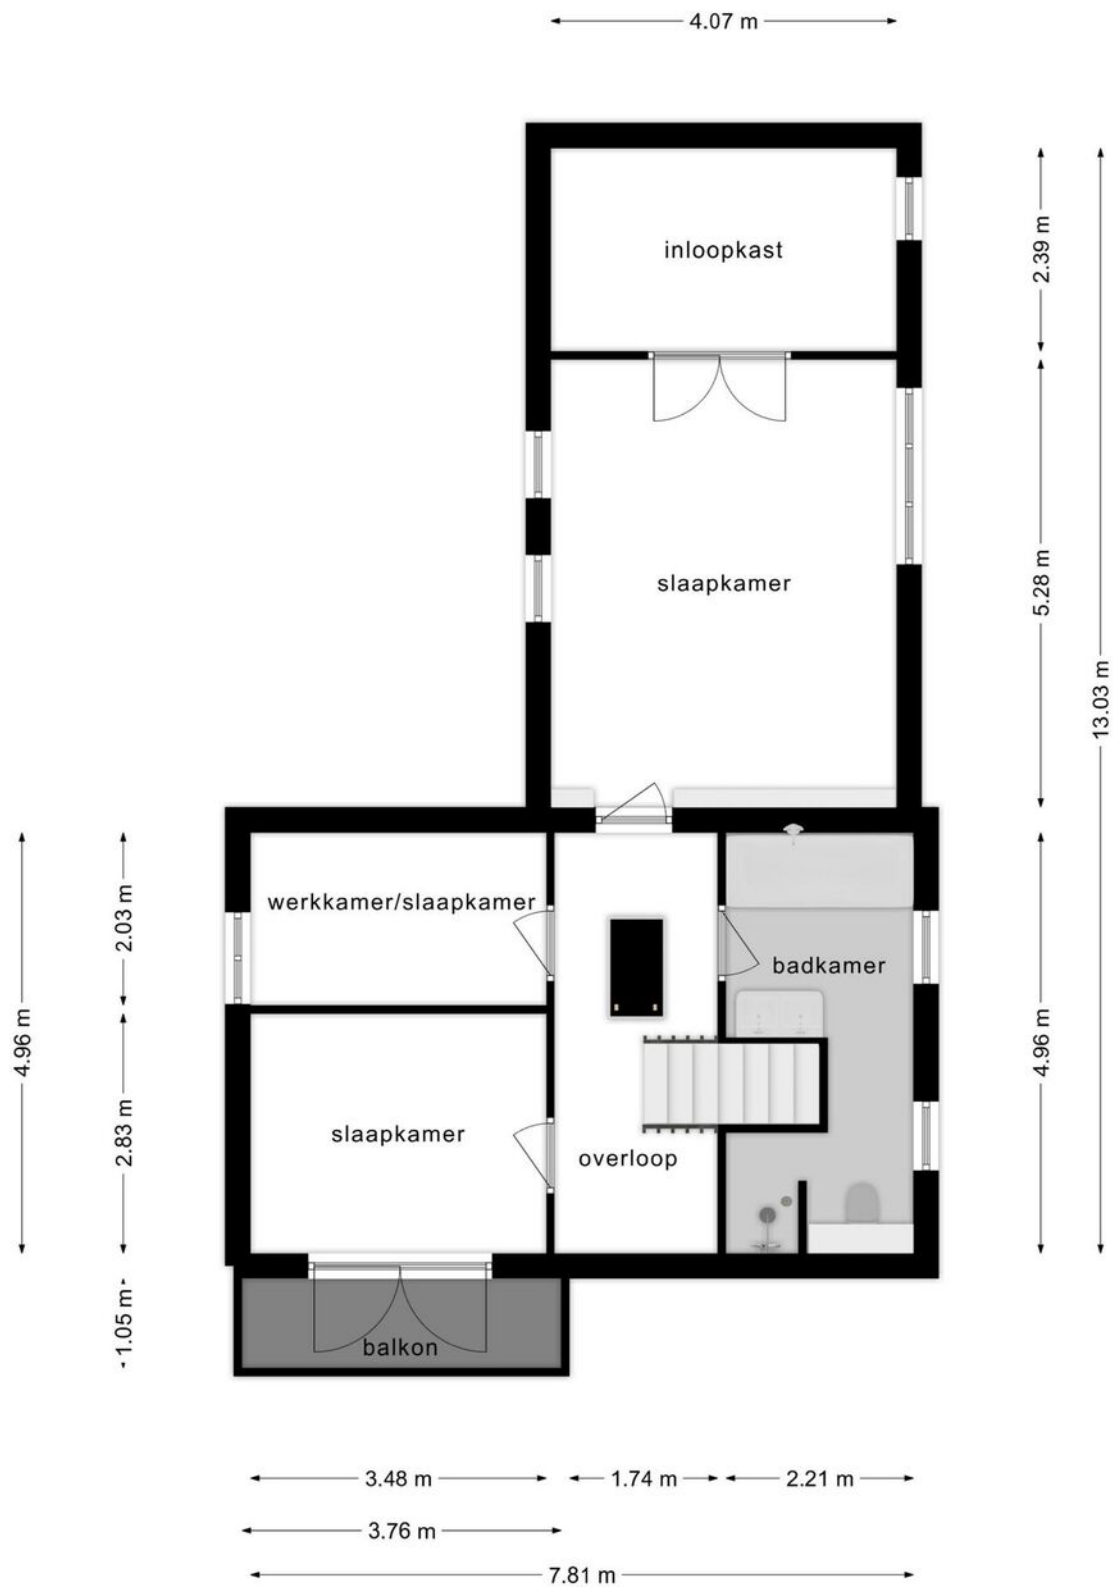 4.07 m
inloopkast
2.39 m
slaapkamer
5.28 m
13.03 m
werkkamer/slaapkamer
2.03 m
badkamer
4.96 m
4.96 m
slaapkamer
2.83 m
overloop
balkon
1.05 m
3.48 m
1.74 m
2.21 m
3.76 m
7.81 m